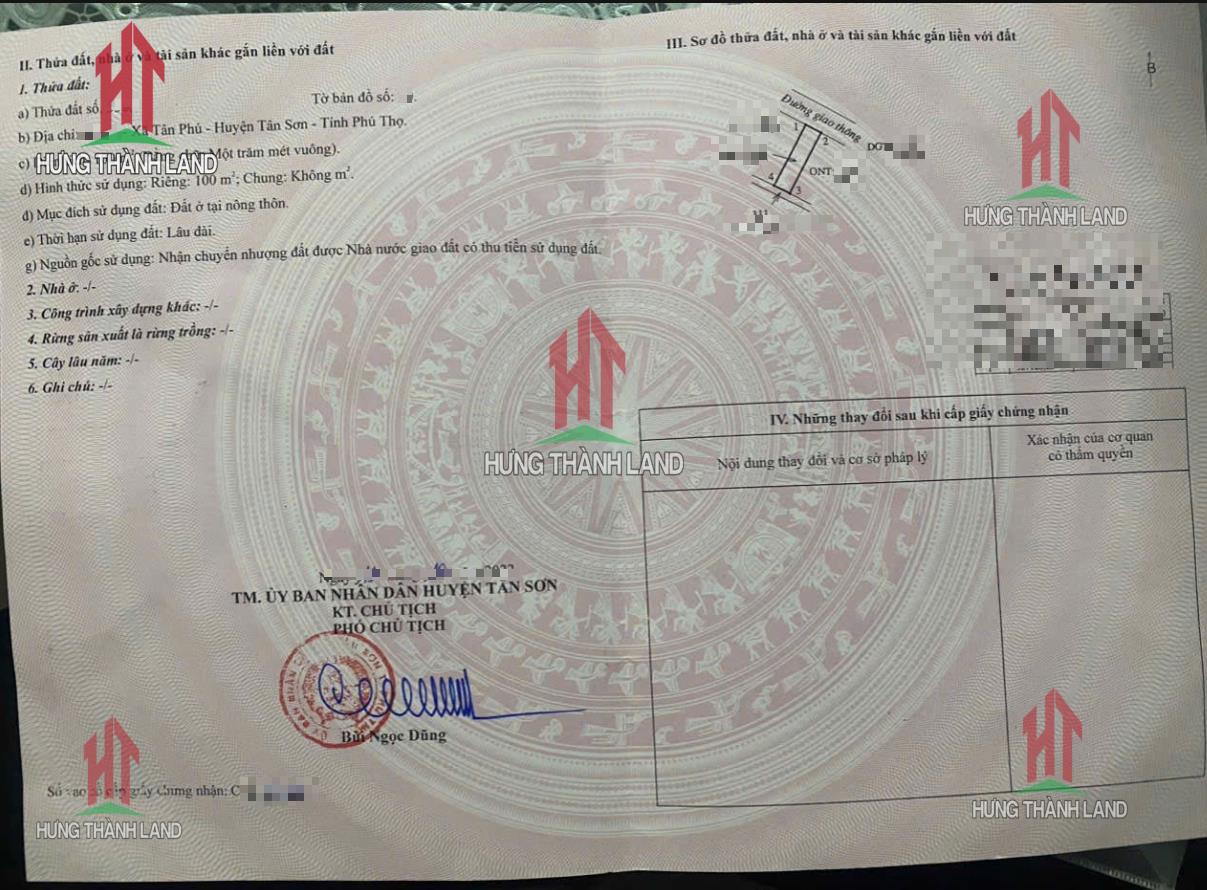 II. Thửa đất, nhà ở và tài sản khác gắn liền với đất
1. Thửa đất:
a) Thửa đất số
Tờ bản đồ số:
b) Địa chỉ: Xã Tân Phú - Huyện Tân Sơn - Tỉnh Phú Thọ.
c) Một trăm mét vuông).
d) Hình thức sử dụng: Riêng: 100 m²; Chung: Không m².
đ) Mục đích sử dụng đất: Đất ở tại nông thôn.
e) Thời hạn sử dụng đất: Lâu dài.
g) Nguồn gốc sử dụng: Nhận chuyển nhượng đất được Nhà nước giao đất có thu tiền sử dụng đất.
2. Nhà ở: -/-
3. Công trình xây dựng khác: -/-
4. Rừng sản xuất là rừng trồng: -/-
5. Cây lâu năm: -/-
6. Ghi chú: -/-
TM. ỦY BAN NHÂN DÂN HUYỆN TÂN SƠN
KT. CHỦ TỊCH
PHÓ CHỦ TỊCH
Bùi Ngọc Dũng
Số vào sổ cấp giấy Chứng nhận: C
III. Sơ đồ thửa đất, nhà ở và tài sản khác gắn liền với đất
B
Đường giao thông
1
2
DGT
ONT
4
3
IV. Những thay đổi sau khi cấp giấy chứng nhận
Nội dung thay đổi và cơ sở pháp lý
Xác nhận của cơ quan
có thẩm quyền
HƯNG THÀNH LAND
HƯNG THÀNH LAND
HƯNG THÀNH LAND
HƯNG THÀNH LAND
HƯNG THÀNH LAND